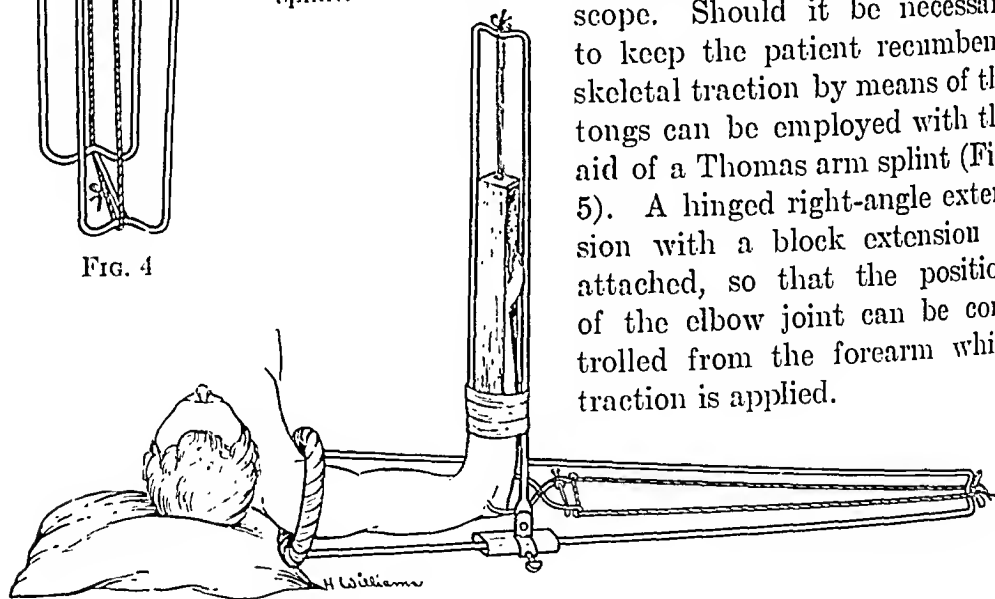 scope. Should it be necessar
to keep the patient recumben
skeletal traction by means of th
tongs can be employed with th
aid of a Thomas arm splint (Fi
5). A hinged right-angle exten
sion with a block extension
attached, so that the positio
of the elbow joint can be con
trolled from the forearm whi
traction is applied.
FIG. 4
H Williams